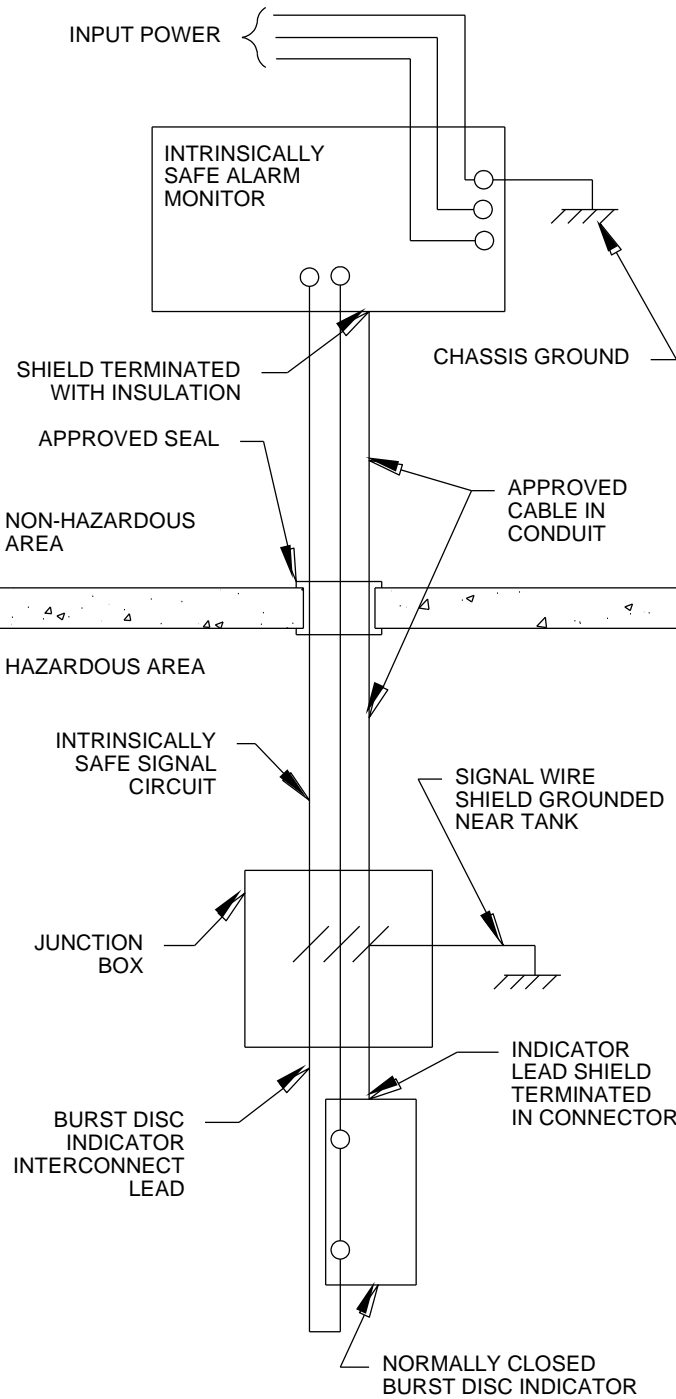 INPUT POWER
INTRINSICALLY
SAFE ALARM
MONITOR
SHIELD TERMINATED
WITH INSULATION
CHASSIS GROUND
APPROVED SEAL
APPROVED
CABLE IN
CONDUIT
NON-HAZARDOUS
AREA
HAZARDOUS AREA
INTRINSICALLY
SAFE SIGNAL
CIRCUIT
SIGNAL WIRE
SHIELD GROUNDED
NEAR TANK
JUNCTION
BOX
INDICATOR
LEAD SHIELD
TERMINATED
IN CONNECTOR
BURST DISC
INDICATOR
INTERCONNECT
LEAD
NORMALLY CLOSED
BURST DISC INDICATOR